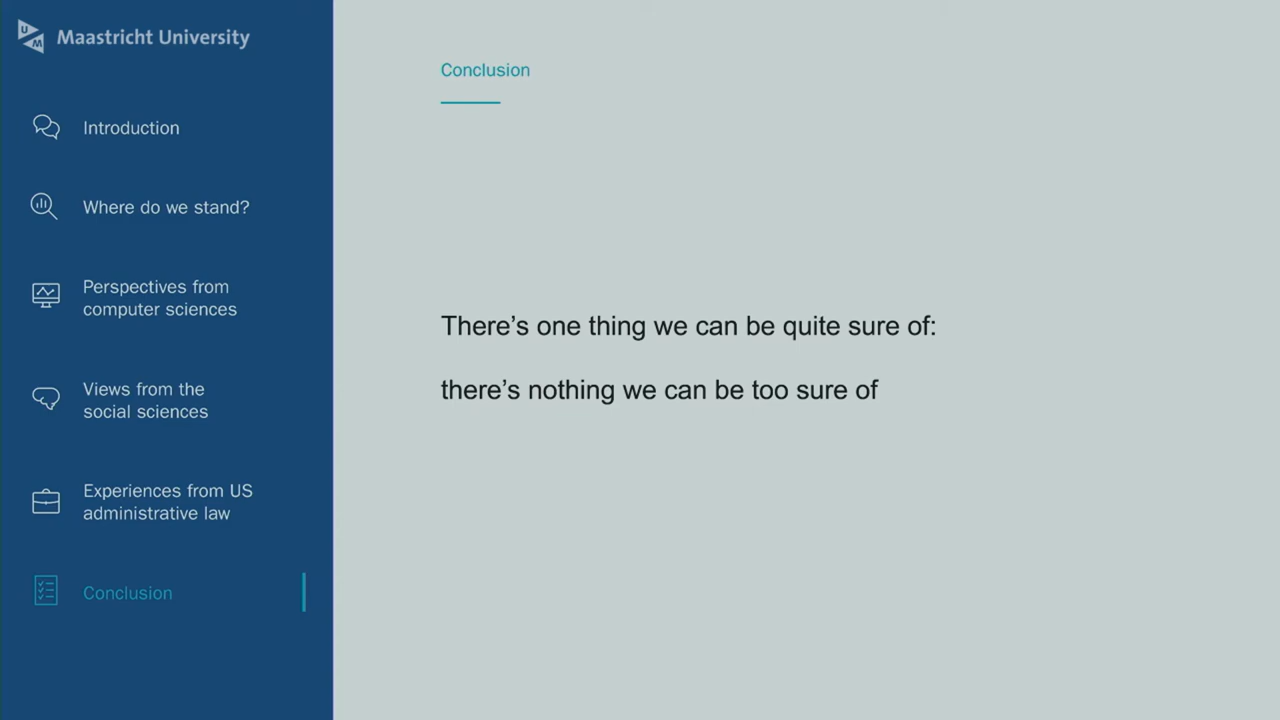 UM
Maastricht University
Introduction
Where do we stand?
Perspectives from
computer sciences
Views from the
social sciences
Experiences from US
administrative law
Conclusion
Conclusion
There's one thing we can be quite sure of:
there's nothing we can be too sure of